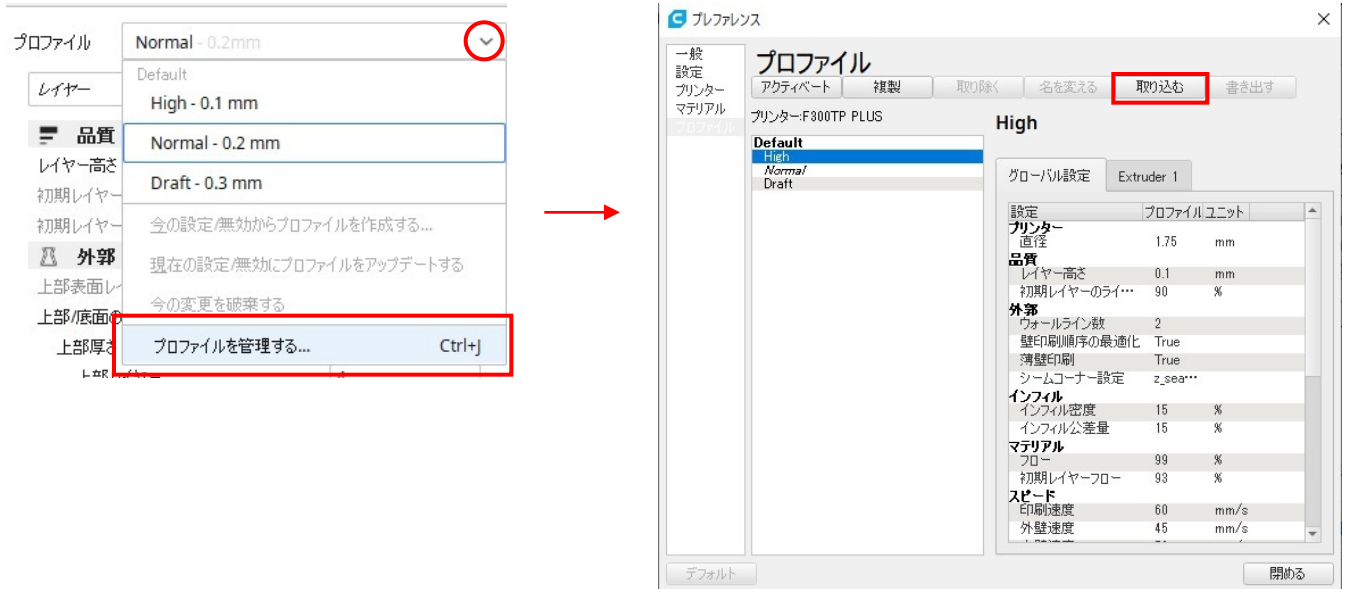 プロファイル
Normal - 0.2mm
Default
High - 0.1 mm
Normal - 0.2 mm
Draft - 0.3 mm
今の設定/無効からプロファイルを作成する...
現在の設定/無効にプロファイルをアップデートする
今の変更を破棄する
プロファイルを管理する... Ctrl+J
レイヤー
品質
レイヤー高さ
初期レイヤー
初期レイヤー
外郭
上部表面レ
上部/底面の
上部厚さ
プレファレンス
一般
設定
プリンター
マテリアル
プロファイル
プロファイル
アクティベート 複製 取り除く 名を変える 取り込む 書き出す
プリンター:F300TP PLUS
Default
High
Normal
Draft
High
グローバル設定 Extruder 1
設定 プロファイル ユニット
プリンター
直径 1.75 mm
品質
レイヤー高さ 0.1 mm
初期レイヤーのライ… 90 %
外郭
ウォールライン数 2
壁印刷順序の最適化 True
薄壁印刷 True
シームコーナー設定 z_sea…
インフィル
インフィル密度 15 %
インフィル公差量 15 %
マテリアル
フロー 99 %
初期レイヤーフロー 93 %
スピード
印刷速度 60 mm/s
外壁速度 45 mm/s
デフォルト
閉める